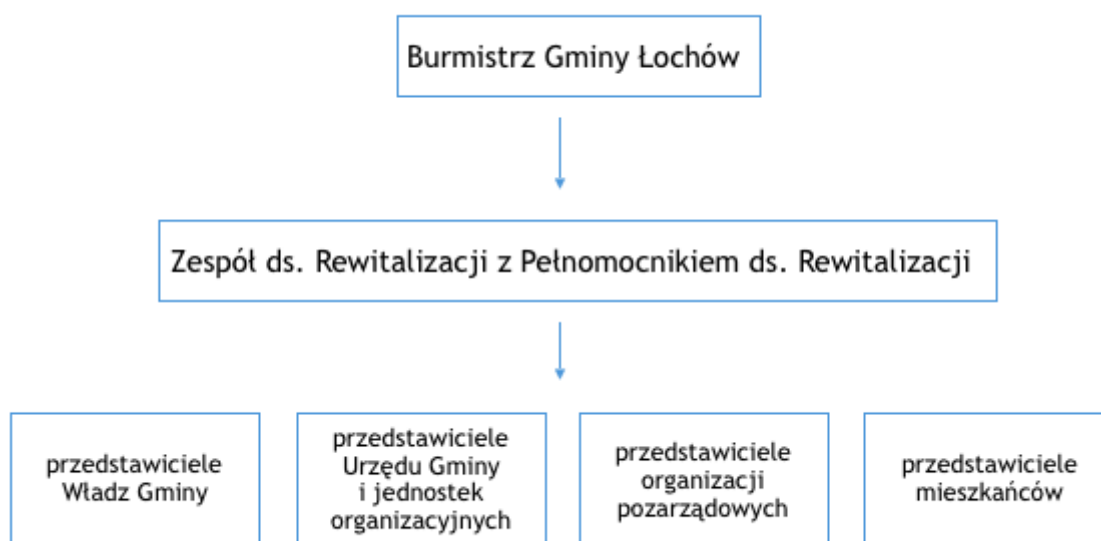 Burmistrz Gminy Łochów
Zespół ds. Rewitalizacji z Pełnomocnikiem ds. Rewitalizacji
przedstawiciele
Władz Gminy
przedstawiciele
Urzędu Gminy
i jednostek
organizacyjnych
przedstawiciele
organizacji
pozarządowych
przedstawiciele
mieszkańców